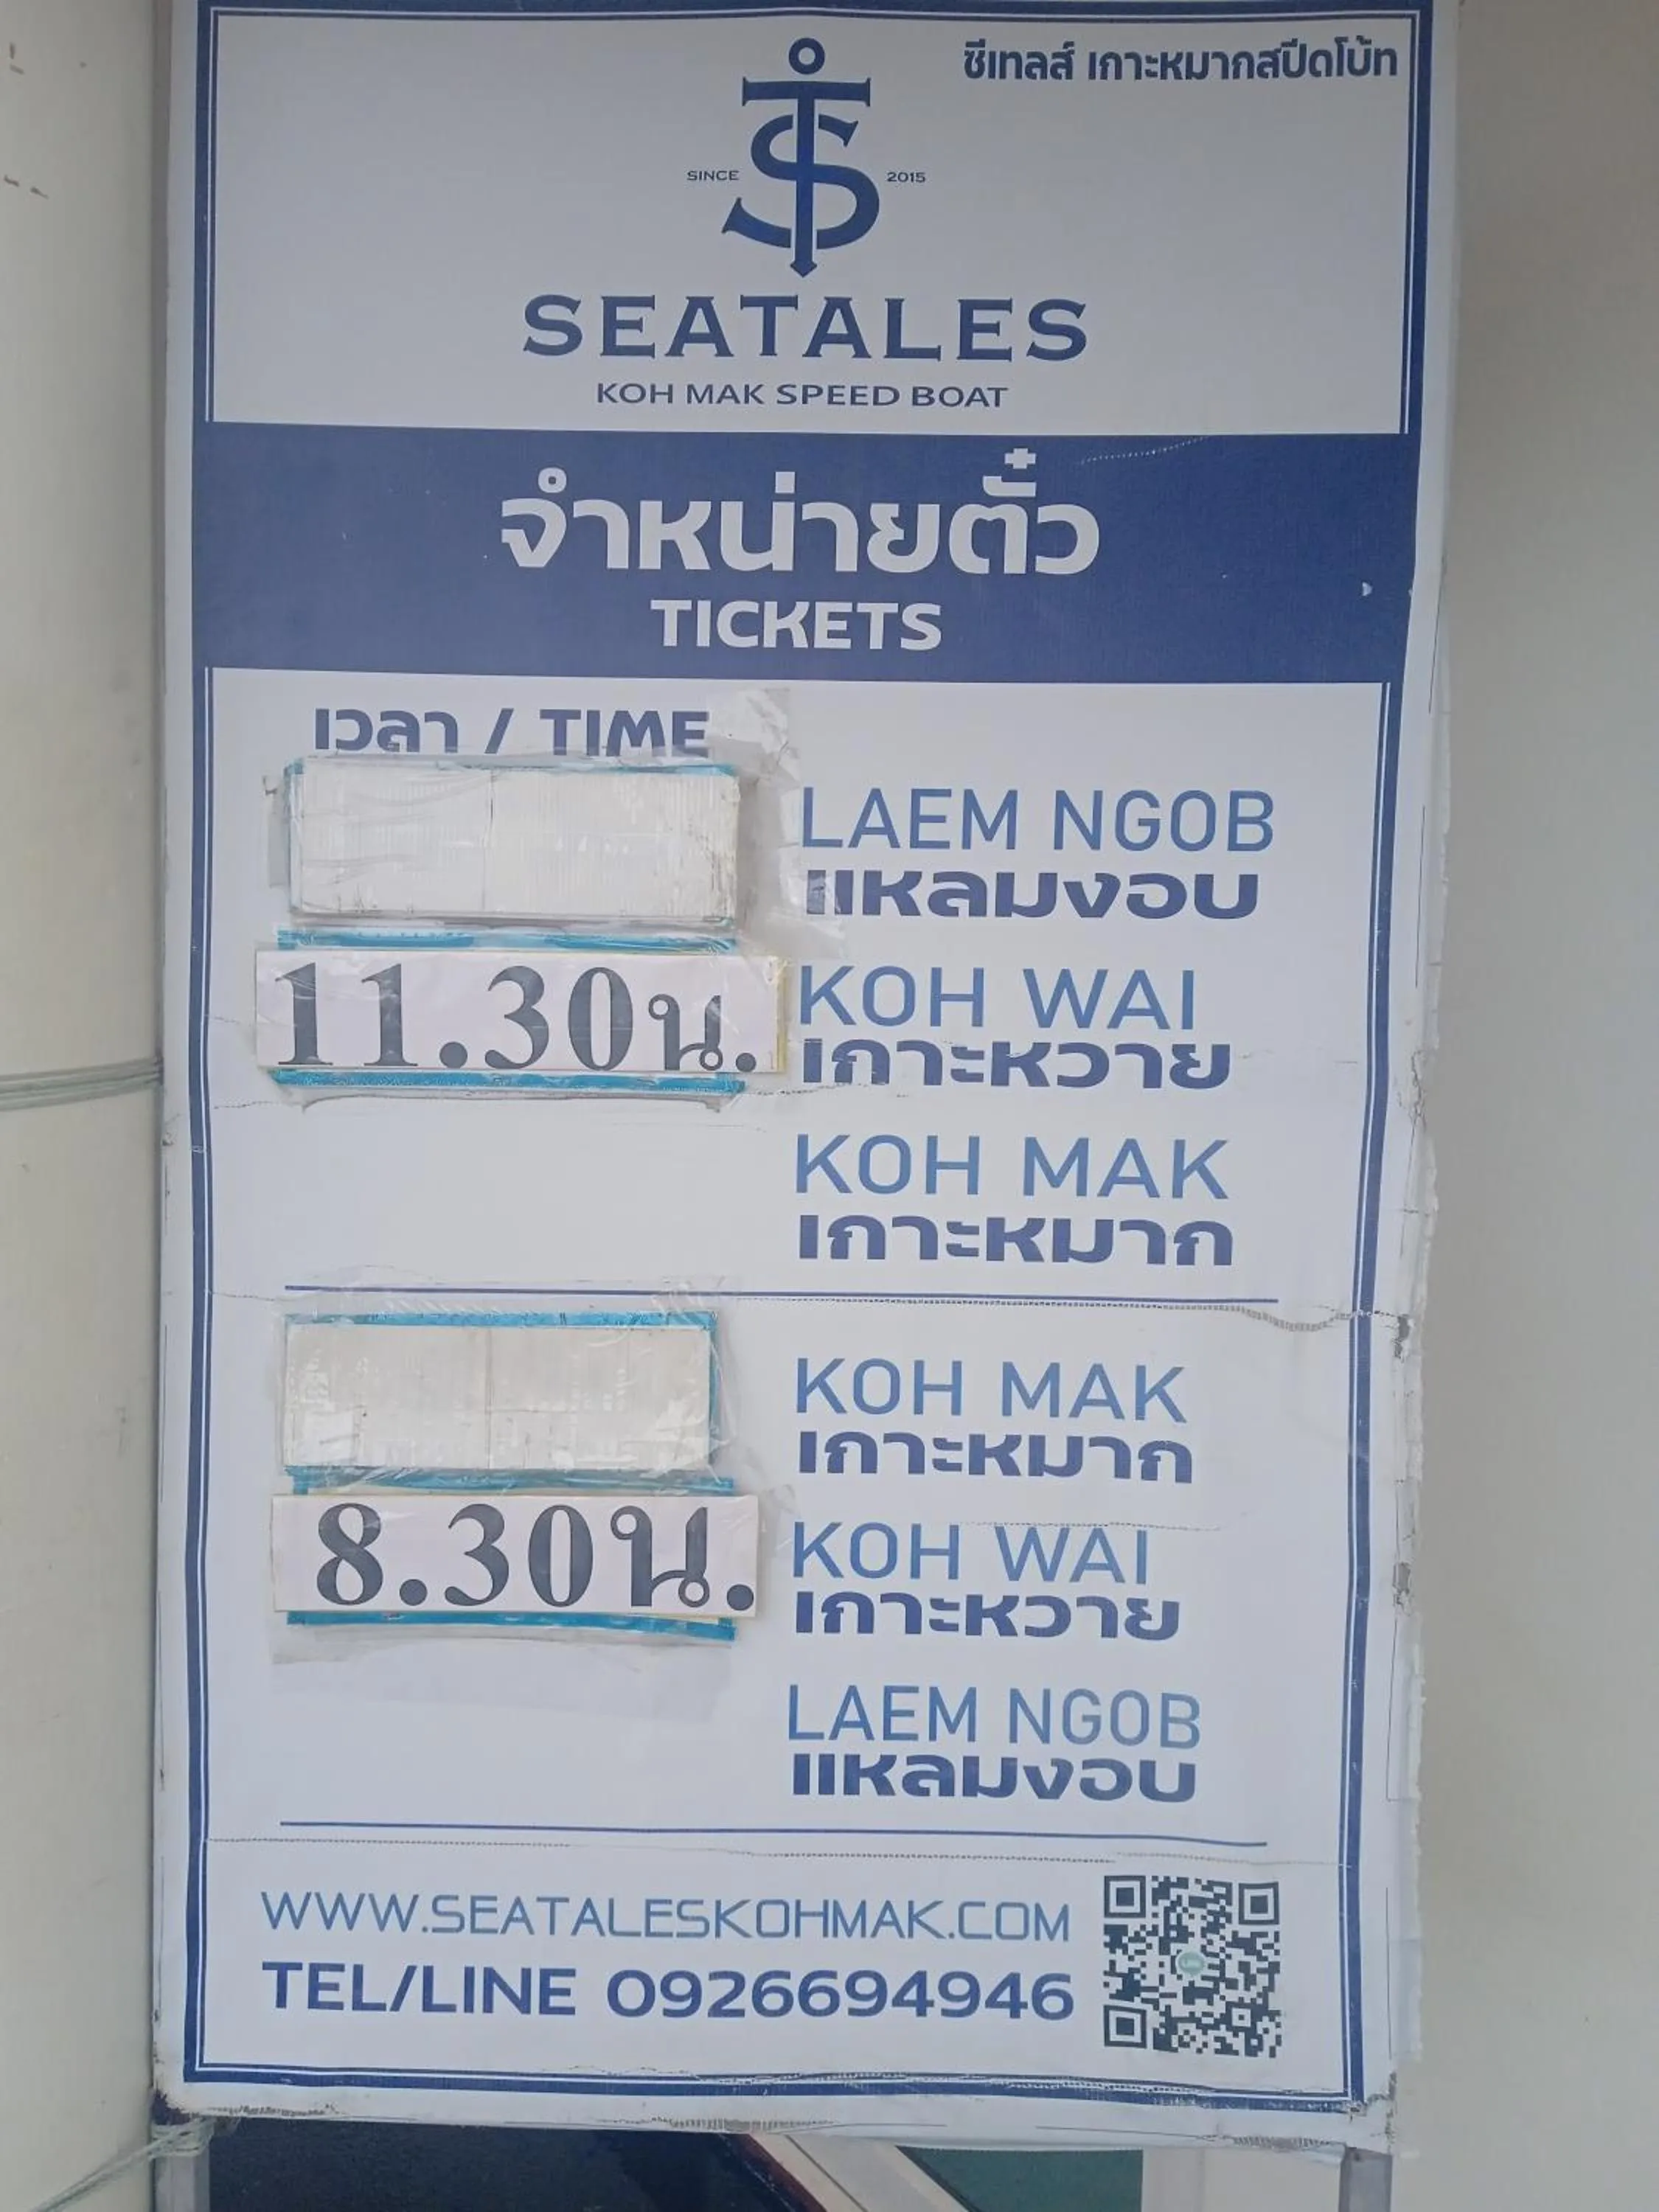 ซีเทลส์ เกาะหมากสปีดโบ้ท
SINCE 2015
SEATALES
KOH MAK SPEED BOAT
จำหน่ายตั๋ว
TICKETS
เวลา / TIME
LAEM NGOB
แหลมงอบ
11.30น.
KOH WAI
เกาะหวาย
KOH MAK
เกาะหมาก
KOH MAK
เกาะหมาก
8.30น.
KOH WAI
เกาะหวาย
LAEM NGOB
แหลมงอบ
WWW.SEATALESKOHMAK.COM
TEL/LINE 0926694946